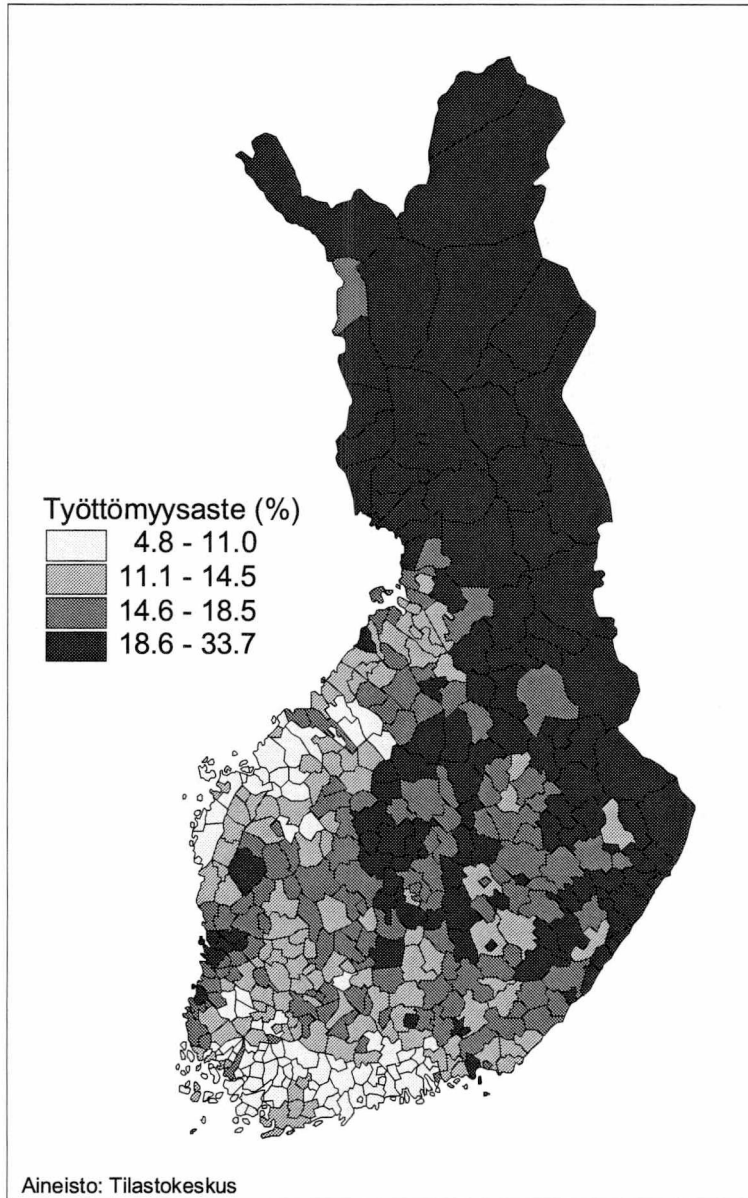 Työttömyysaste (%)
4.8 - 11.0
11.1 - 14.5
14.6 - 18.5
18.6 - 33.7
Aineisto: Tilastokeskus